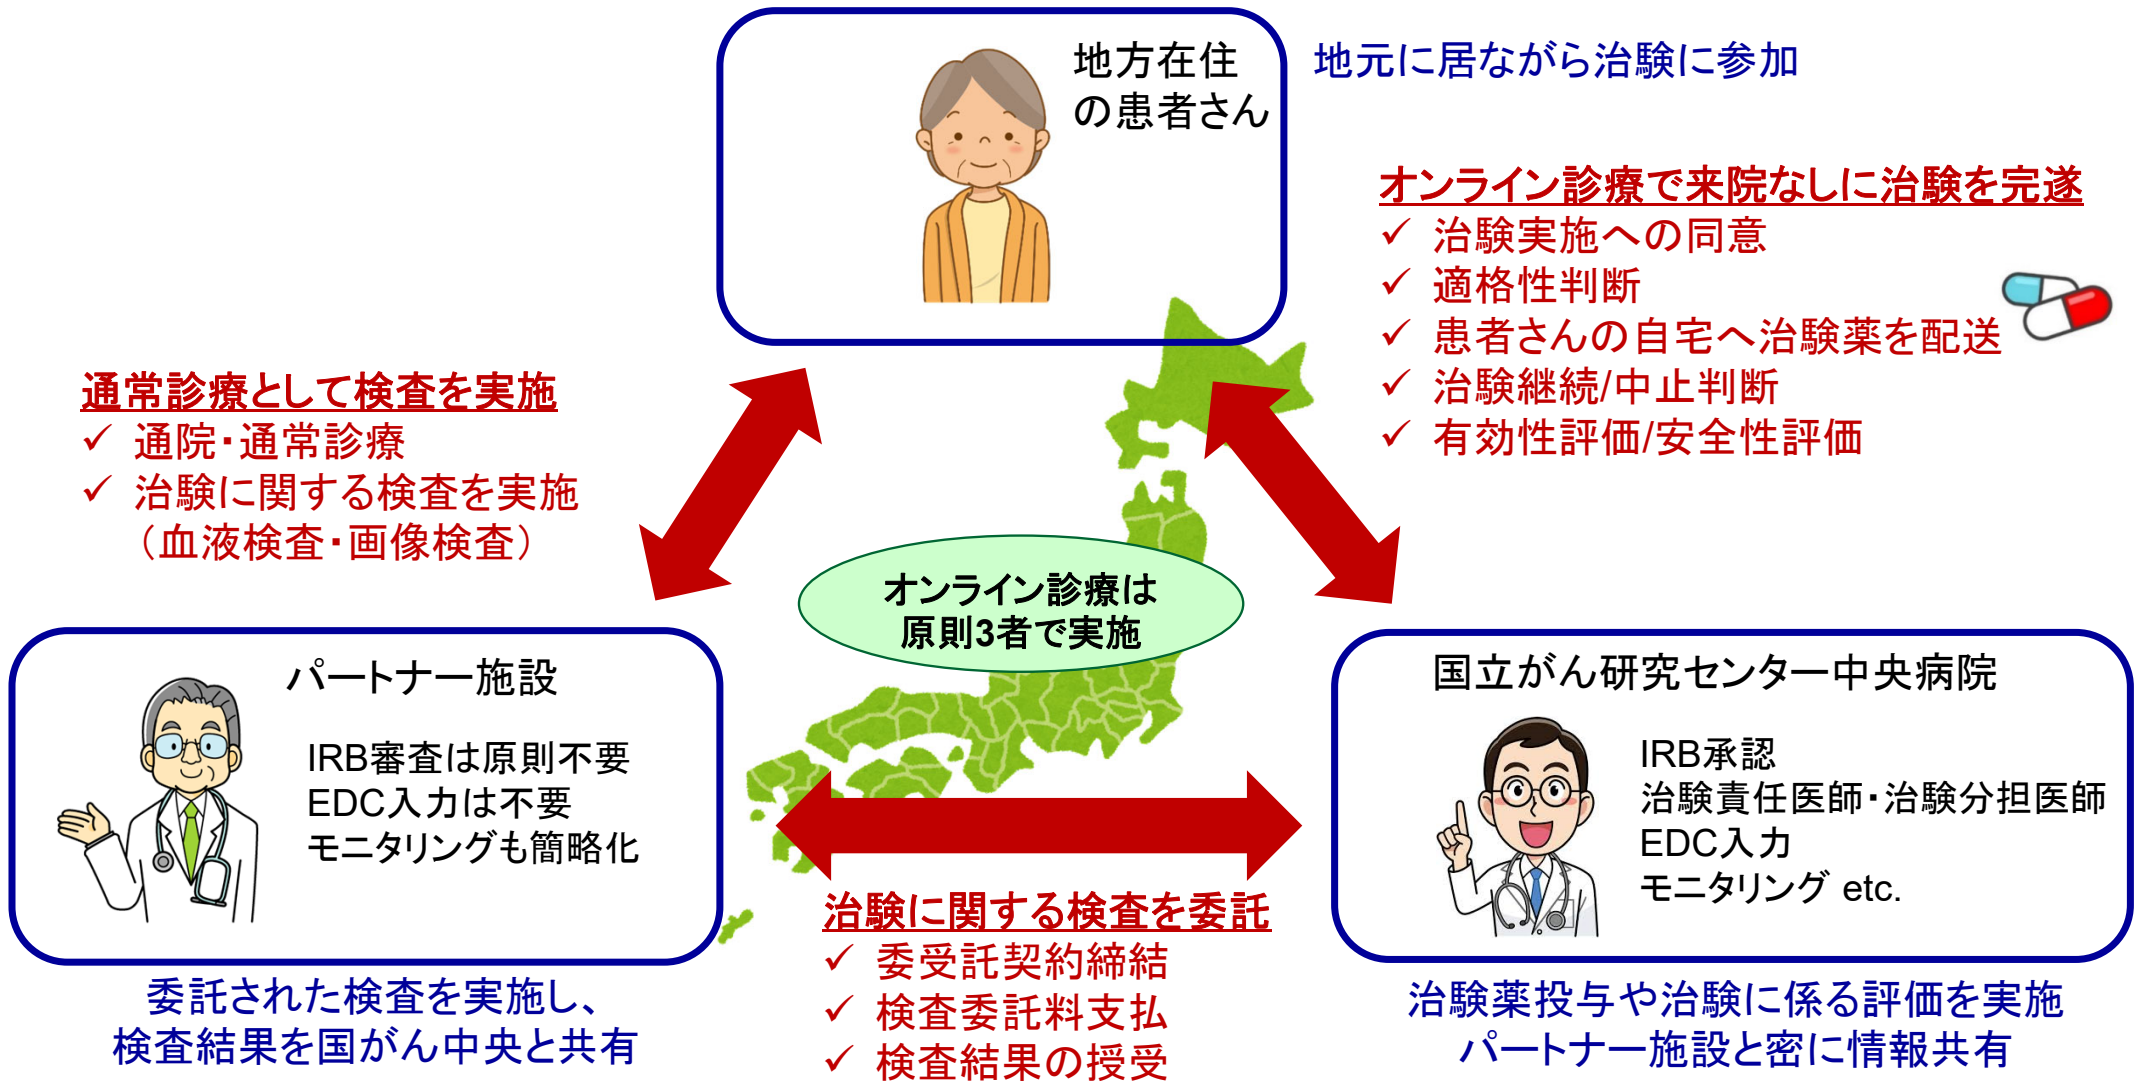 地方在住
の患者さん
地元に居ながら治験に参加
オンライン診療で来院なしに治験を完遂
✓ 治験実施への同意
✓ 適格性判断
✓ 患者さんの自宅へ治験薬を配送
✓ 治験継続/中止判断
✓ 有効性評価/安全性評価
通常診療として検査を実施
✓ 通院・通常診療
✓ 治験に関する検査を実施
（血液検査・画像検査）
オンライン診療は
原則3者で実施
パートナー施設
IRB審査は原則不要
EDC入力は不要
モニタリングも簡略化
委託された検査を実施し、
検査結果を国がん中央と共有
治験に関する検査を委託
✓ 委受託契約締結
✓ 検査委託料支払
✓ 検査結果の授受
国立がん研究センター中央病院
IRB承認
治験責任医師・治験分担医師
EDC入力
モニタリング etc.
治験薬投与や治験に係る評価を実施
パートナー施設と密に情報共有